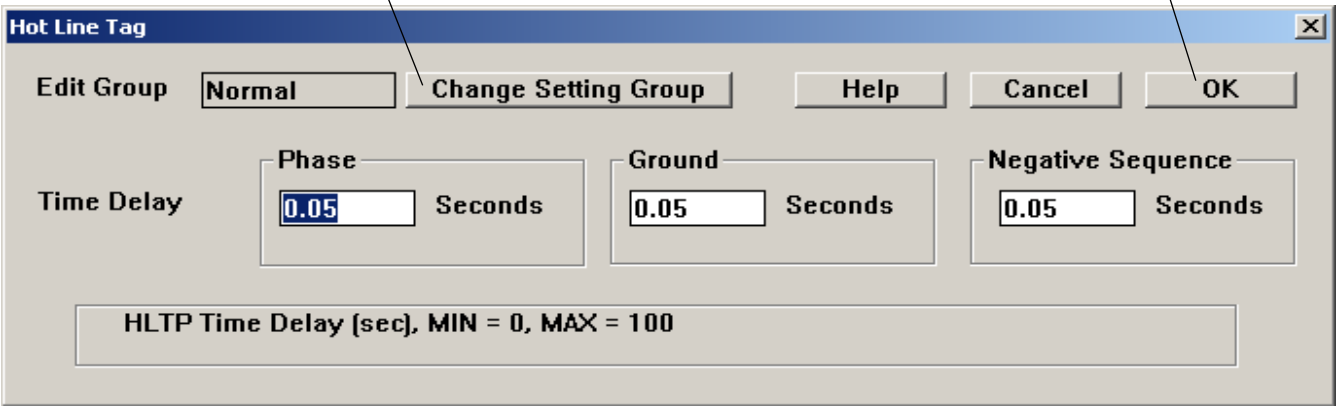 Hot Line Tag
Edit Group Normal Change Setting Group Help Cancel OK
Phase Ground Negative Sequence
Time Delay 0.05 Seconds 0.05 Seconds 0.05 Seconds
HLTP Time Delay (sec), MIN = 0, MAX = 100